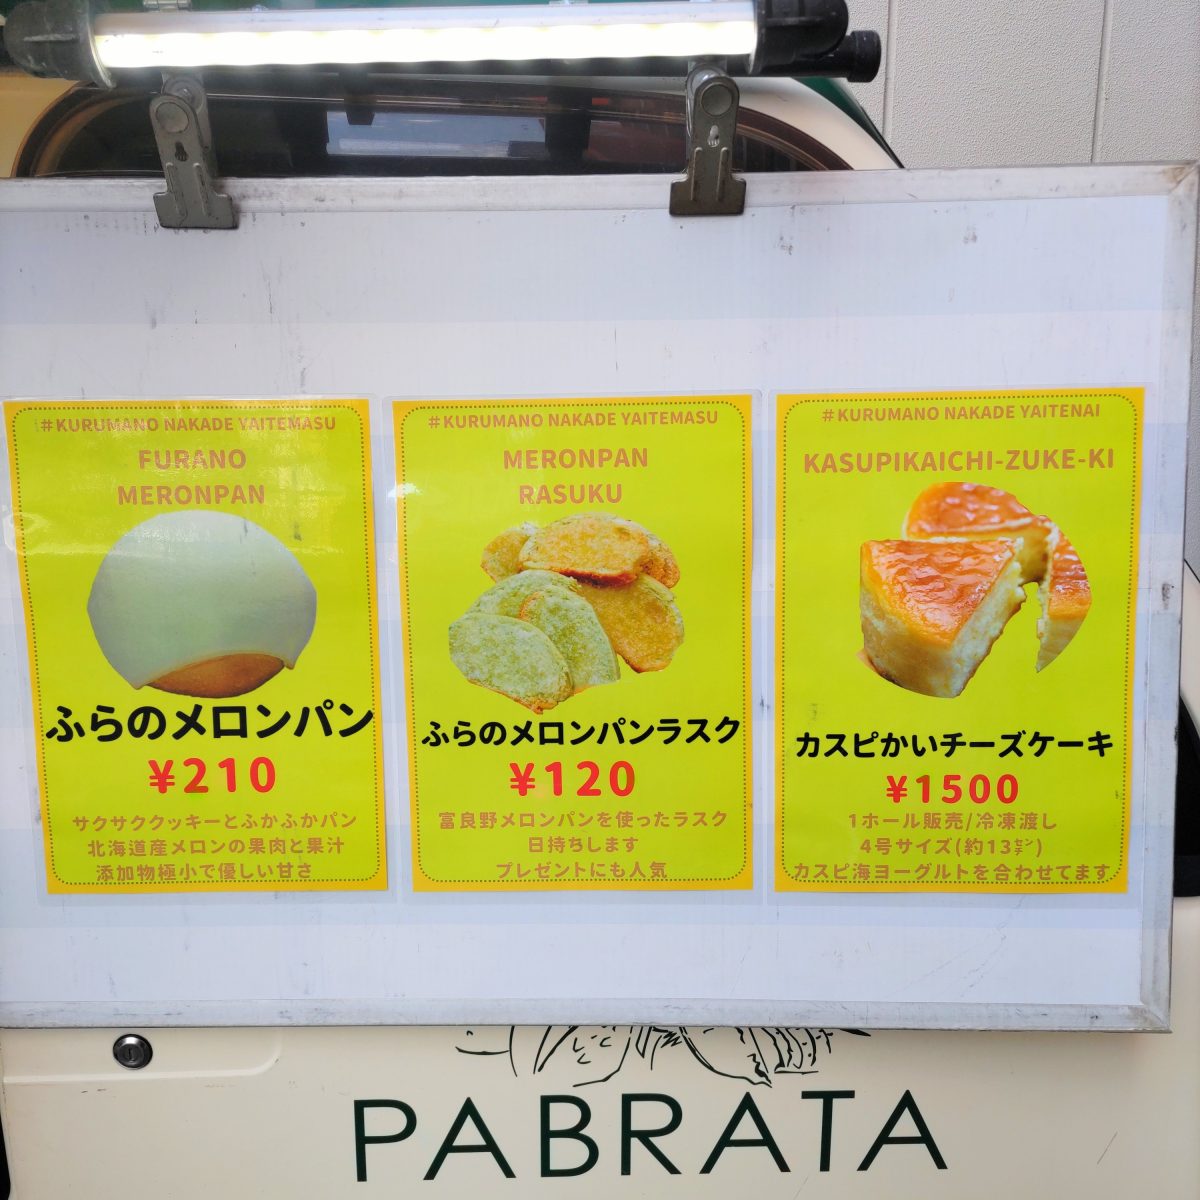 #KURUMANO NAKADE YAITEMASU
FURANO
MERONPAN
ふらのメロンパン
¥210
サクサククッキーとふかふかパン
北海道産メロンの果肉と果汁
添加物極小で優しい甘さ
#KURUMANO NAKADE YAITEMASU
MERONPAN
RASUKU
ふらのメロンパンラスク
¥120
富良野メロンパンを使ったラスク
日持ちします
プレゼントにも人気
#KURUMANO NAKADE YAITENAI
KASUPIKAICHI-ZUKE-KI
カスピかいチーズケーキ
¥1500
1ホール販売/冷凍渡し
4号サイズ(約13㌢)
カスピ海ヨーグルトを合わせてます
PABRATA